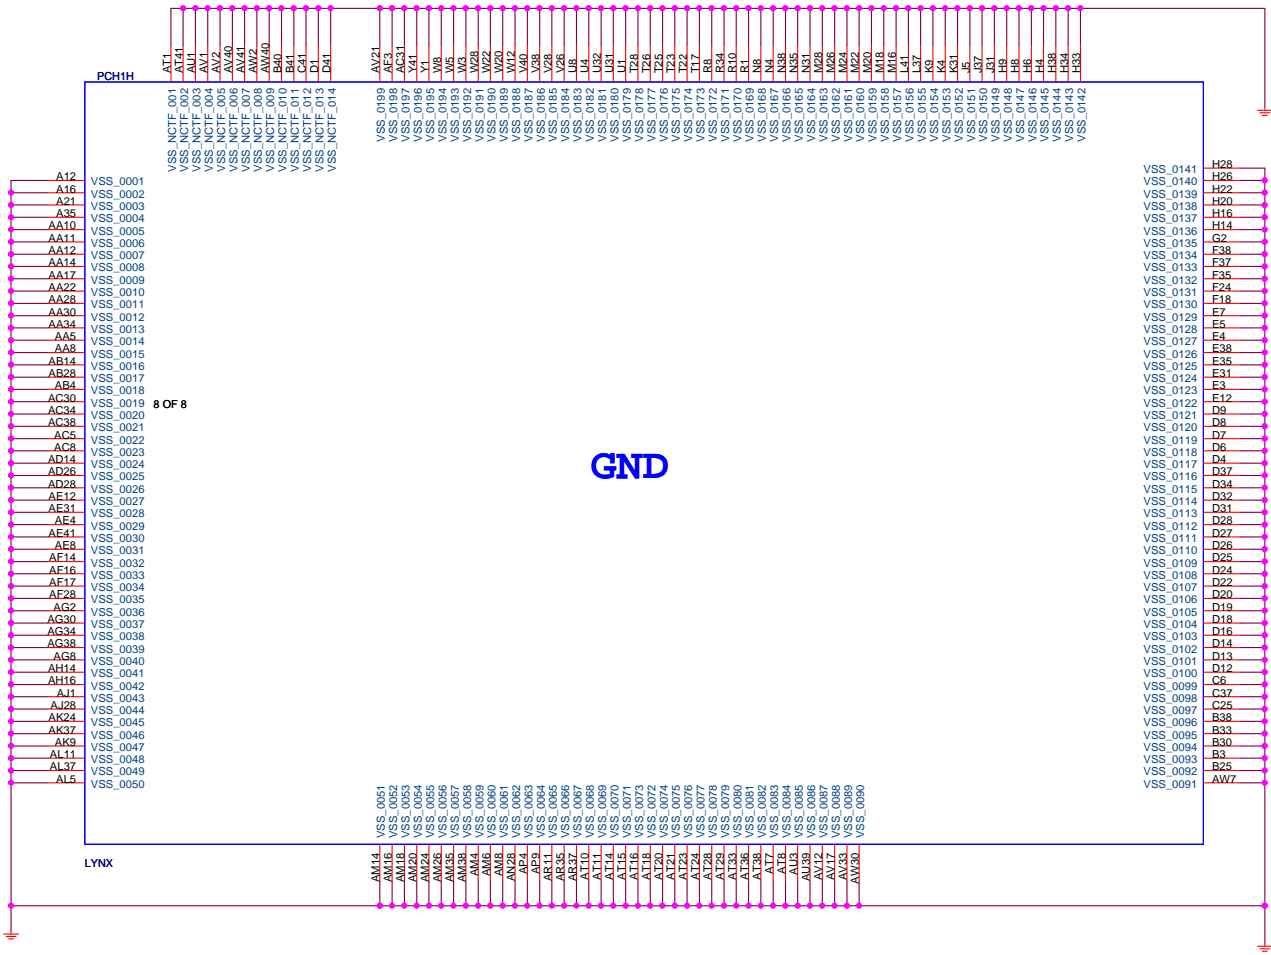 AT1
AT41
AU1
AV1
AV2
AV40
AV41
AW2
AW40
B40
B41
C41
D1
D41
AV21
AF3
AC31
Y41
Y1
W8
W5
W3
W28
W22
W20
W12
V40
V38
V28
V26
U8
U4
U32
U31
U1
T28
T26
T25
T23
T22
T17
R8
R34
R10
R1
N8
N4
N38
N35
N31
M28
M26
M24
M22
M20
M18
M16
L41
L37
K9
K4
K31
J5
J37
J31
H9
H8
H6
H4
H38
H34
H33
PCH1H
VSS_NCTF_001
VSS_NCTF_002
VSS_NCTF_003
VSS_NCTF_004
VSS_NCTF_005
VSS_NCTF_006
VSS_NCTF_007
VSS_NCTF_008
VSS_NCTF_009
VSS_NCTF_010
VSS_NCTF_011
VSS_NCTF_012
VSS_NCTF_013
VSS_NCTF_014
VSS_0199
VSS_0198
VSS_0197
VSS_0196
VSS_0195
VSS_0194
VSS_0193
VSS_0192
VSS_0191
VSS_0190
VSS_0189
VSS_0188
VSS_0187
VSS_0186
VSS_0185
VSS_0184
VSS_0183
VSS_0182
VSS_0181
VSS_0180
VSS_0179
VSS_0178
VSS_0177
VSS_0176
VSS_0175
VSS_0174
VSS_0173
VSS_0172
VSS_0171
VSS_0170
VSS_0169
VSS_0168
VSS_0167
VSS_0166
VSS_0165
VSS_0164
VSS_0163
VSS_0162
VSS_0161
VSS_0160
VSS_0159
VSS_0158
VSS_0157
VSS_0156
VSS_0155
VSS_0154
VSS_0153
VSS_0152
VSS_0151
VSS_0150
VSS_0149
VSS_0148
VSS_0147
VSS_0146
VSS_0145
VSS_0144
VSS_0143
VSS_0142
A12 VSS_0001
A16 VSS_0002
A21 VSS_0003
A35 VSS_0004
AA10 VSS_0005
AA11 VSS_0006
AA12 VSS_0007
AA14 VSS_0008
AA17 VSS_0009
AA22 VSS_0010
AA28 VSS_0011
AA30 VSS_0012
AA34 VSS_0013
AA5 VSS_0014
AA8 VSS_0015
AB14 VSS_0016
AB28 VSS_0017
AB4 VSS_0018
AC30 VSS_0019
AC34 VSS_0020
AC38 VSS_0021
AC5 VSS_0022
AC8 VSS_0023
AD14 VSS_0024
AD26 VSS_0025
AD28 VSS_0026
AE12 VSS_0027
AE31 VSS_0028
AE4 VSS_0029
AE41 VSS_0030
AE8 VSS_0031
AF14 VSS_0032
AF16 VSS_0033
AF17 VSS_0034
AF28 VSS_0035
AG2 VSS_0036
AG30 VSS_0037
AG34 VSS_0038
AG38 VSS_0039
AG8 VSS_0040
AH14 VSS_0041
AH16 VSS_0042
AJ1 VSS_0043
AJ28 VSS_0044
AK24 VSS_0045
AK37 VSS_0046
AK9 VSS_0047
AL11 VSS_0048
AL37 VSS_0049
AL5 VSS_0050
8 OF 8
GND
VSS_0141 H28
VSS_0140 H26
VSS_0139 H22
VSS_0138 H20
VSS_0137 H16
VSS_0136 H14
VSS_0135 G2
VSS_0134 F38
VSS_0133 F37
VSS_0132 F35
VSS_0131 F24
VSS_0130 F18
VSS_0129 E7
VSS_0128 E5
VSS_0127 E4
VSS_0126 E38
VSS_0125 E35
VSS_0124 E31
VSS_0123 E3
VSS_0122 E12
VSS_0121 D9
VSS_0120 D8
VSS_0119 D7
VSS_0118 D6
VSS_0117 D4
VSS_0116 D37
VSS_0115 D34
VSS_0114 D32
VSS_0113 D31
VSS_0112 D28
VSS_0111 D27
VSS_0110 D26
VSS_0109 D25
VSS_0108 D24
VSS_0107 D22
VSS_0106 D20
VSS_0105 D19
VSS_0104 D18
VSS_0103 D16
VSS_0102 D14
VSS_0101 D13
VSS_0100 D12
VSS_0099 C6
VSS_0098 C37
VSS_0097 C25
VSS_0096 B38
VSS_0095 B33
VSS_0094 B30
VSS_0093 B3
VSS_0092 B25
VSS_0091 AW7
VSS_0051
VSS_0052
VSS_0053
VSS_0054
VSS_0055
VSS_0056
VSS_0057
VSS_0058
VSS_0059
VSS_0060
VSS_0061
VSS_0062
VSS_0063
VSS_0064
VSS_0065
VSS_0066
VSS_0067
VSS_0068
VSS_0069
VSS_0070
VSS_0071
VSS_0073
VSS_0072
VSS_0074
VSS_0075
VSS_0076
VSS_0077
VSS_0078
VSS_0079
VSS_0080
VSS_0081
VSS_0082
VSS_0083
VSS_0084
VSS_0085
VSS_0086
VSS_0087
VSS_0088
VSS_0089
VSS_0090
LYNX
AM14
AM16
AM18
AM20
AM24
AM26
AM35
AM38
AM4
AM6
AM8
AN28
AP4
AP9
AR11
AR35
AR37
AT10
AT11
AT14
AT15
AT16
AT18
AT20
AT21
AT23
AT24
AT28
AT29
AT33
AT36
AT38
AT7
AT8
AU3
AU39
AV12
AV17
AV33
AW30